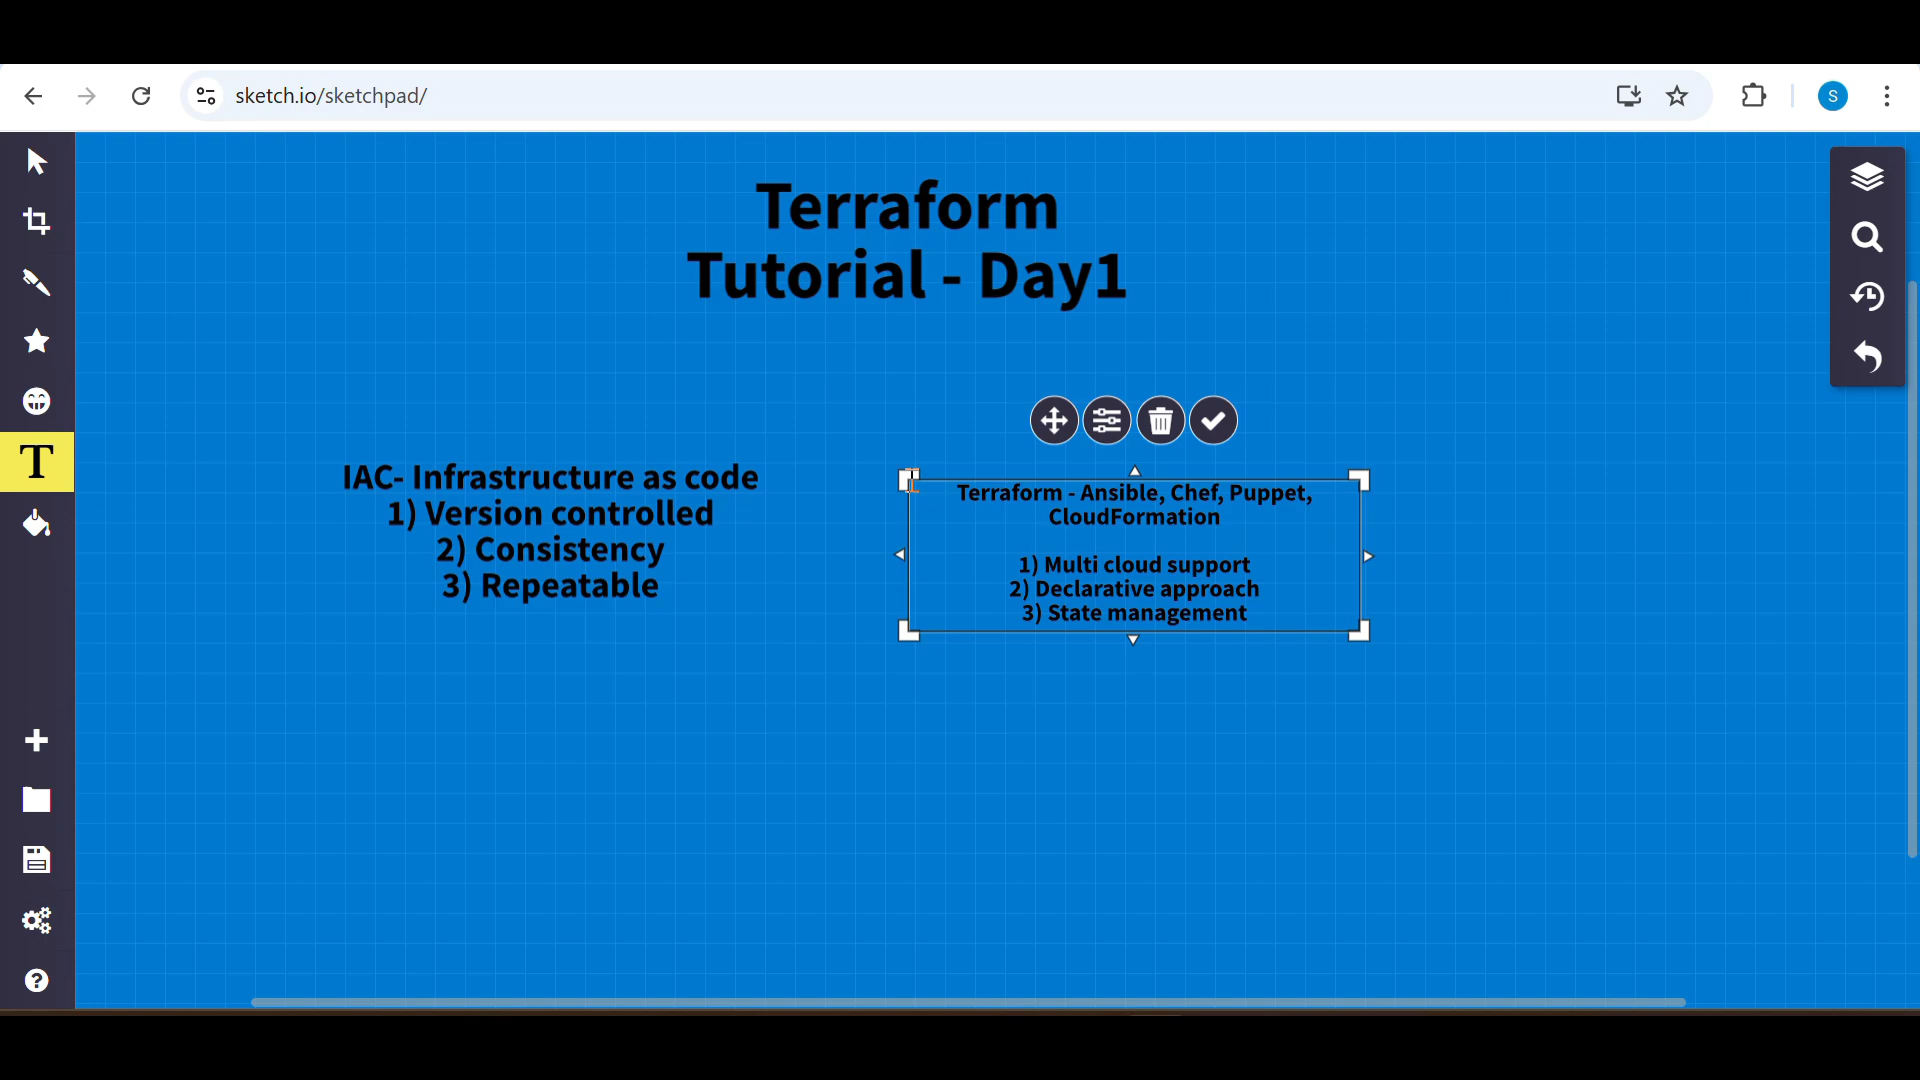 sketch.io/sketchpad/
S
Terraform
Tutorial - Day1
T
IAC- Infrastructure as code
1) Version controlled
2) Consistency
3) Repeatable
Terraform - Ansible, Chef, Puppet,
CloudFormation
1) Multi cloud support
2) Declarative approach
3) State management